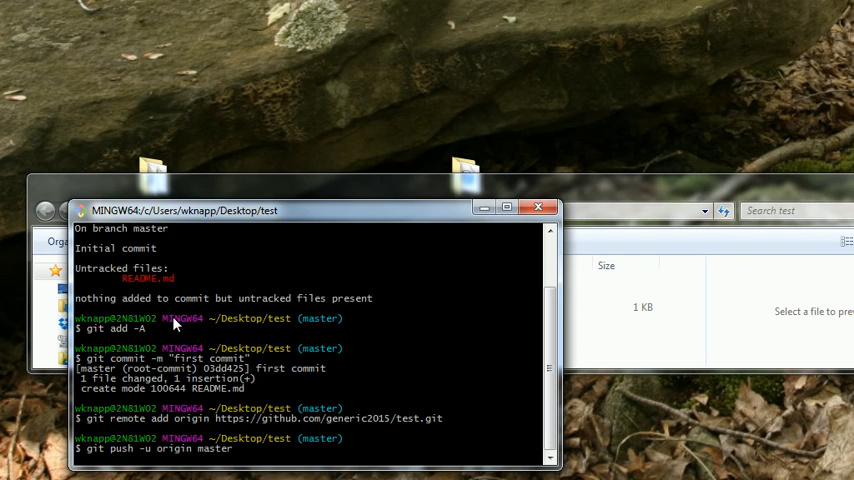 MINGW64:/c/Users/wknapp/Desktop/test
Search test
Orga
Size
1 KB
Select a file to prev
On branch master
Initial commit
Untracked files:
README.md
nothing added to commit but untracked files present
wknapp@2N81W02 MINGW64 ~/Desktop/test (master)
$ git add -A
wknapp@2N81W02 MINGW64 ~/Desktop/test (master)
$ git commit -m "first commit"
[master (root-commit) 03dd425] first commit
1 file changed, 1 insertion(+)
create mode 100644 README.md
wknapp@2N81W02 MINGW64 ~/Desktop/test (master)
$ git remote add origin https://github.com/generic2015/test.git
wknapp@2N81W02 MINGW64 ~/Desktop/test (master)
$ git push -u origin master